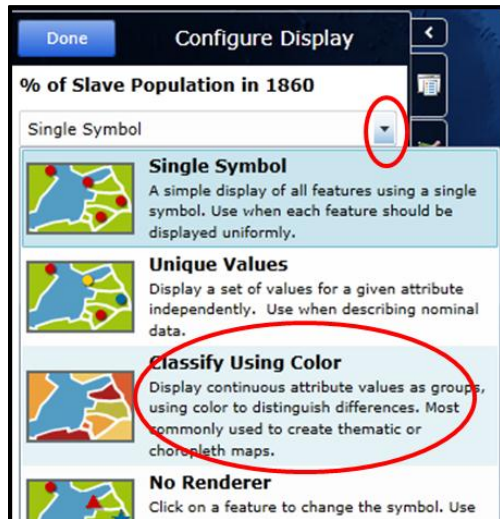 Done
Configure Display
% of Slave Population in 1860
Single Symbol
Single Symbol
A simple display of all features using a single
symbol. Use when each feature should be
displayed uniformly.
Unique Values
Display a set of values for a given attribute
independently.  Use when describing nominal
data.
Classify Using Color
Display continuous attribute values as groups,
using color to distinguish differences. Most
commonly used to create thematic or
choropleth maps.
No Renderer
Click on a feature to change the symbol. Use